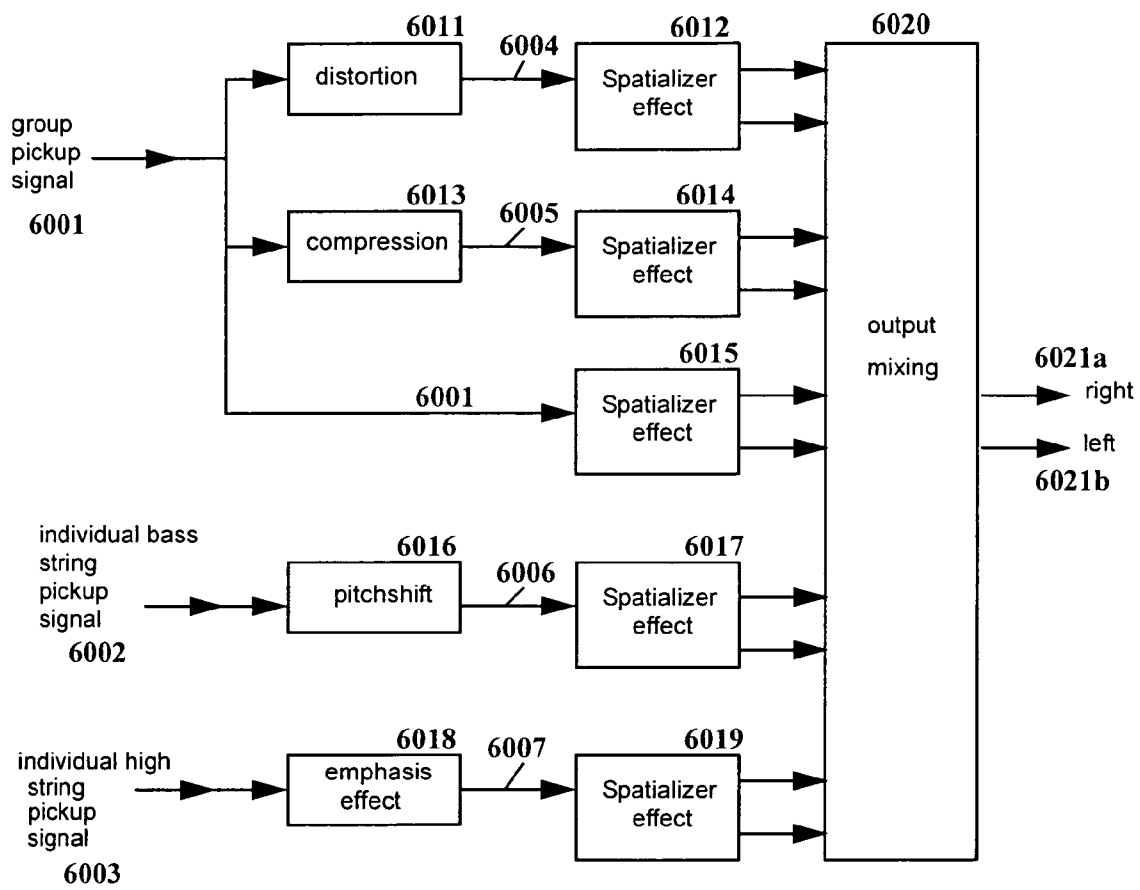 6011
6004
6012
6020
distortion
Spatializer
effect
group
pickup
signal
6001
6013
6005
6014
compression
Spatializer
effect
output
mixing
6015
6001
Spatializer
effect
6021a
right
left
6021b
individual bass
string
pickup
signal
6002
6016
6006
6017
pitchshift
Spatializer
effect
individual high
string
pickup
signal
6003
6018
6007
6019
emphasis
effect
Spatializer
effect